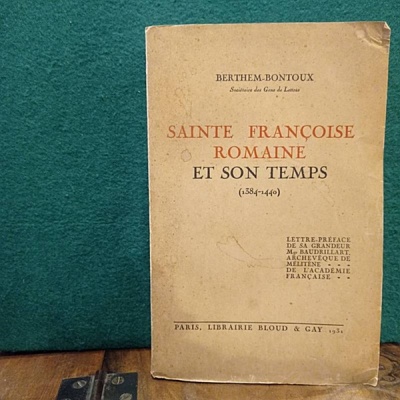 BERTHEM-BONTOUX
Sociétaire des Gens de Lettres
SAINTE FRANÇOISE
ROMAINE
ET SON TEMPS
(1384-1440)
LETTRE-PRÉFACE
DE SA GRANDEUR
Mgr BAUDRILLART,
ARCHEVÊQUE DE
MÉLITÈNE - - -
DE L'ACADÉMIE
FRANÇAISE - -
PARIS, LIBRAIRIE BLOUD & GAY 1931